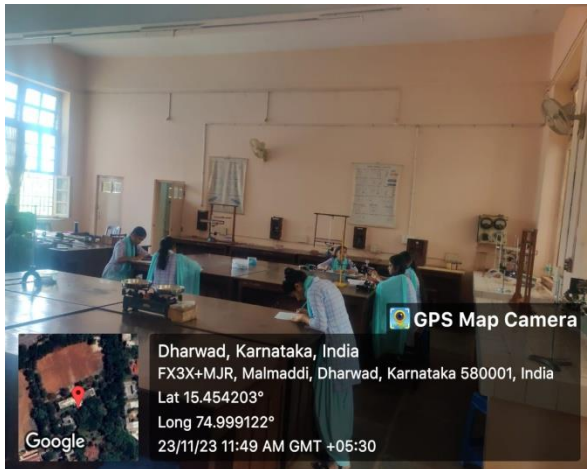 GPS Map Camera
Dharwad, Karnataka, India
FX3X+MJR, Malmaddi, Dharwad, Karnataka 580001, India
Lat 15.454203°
Long 74.999122°
23/11/23 11:49 AM GMT +05:30
Google